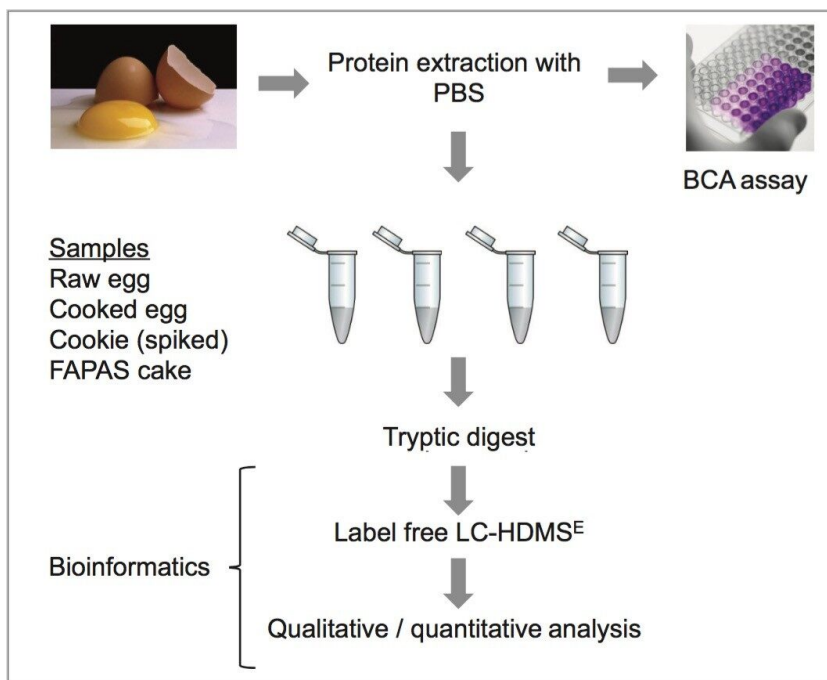 Protein extraction with
PBS
BCA assay
Samples
Raw egg
Cooked egg
Cookie (spiked)
FAPAS cake
Tryptic digest
Bioinformatics
Label free LC-HDMSᴱ
Qualitative / quantitative analysis